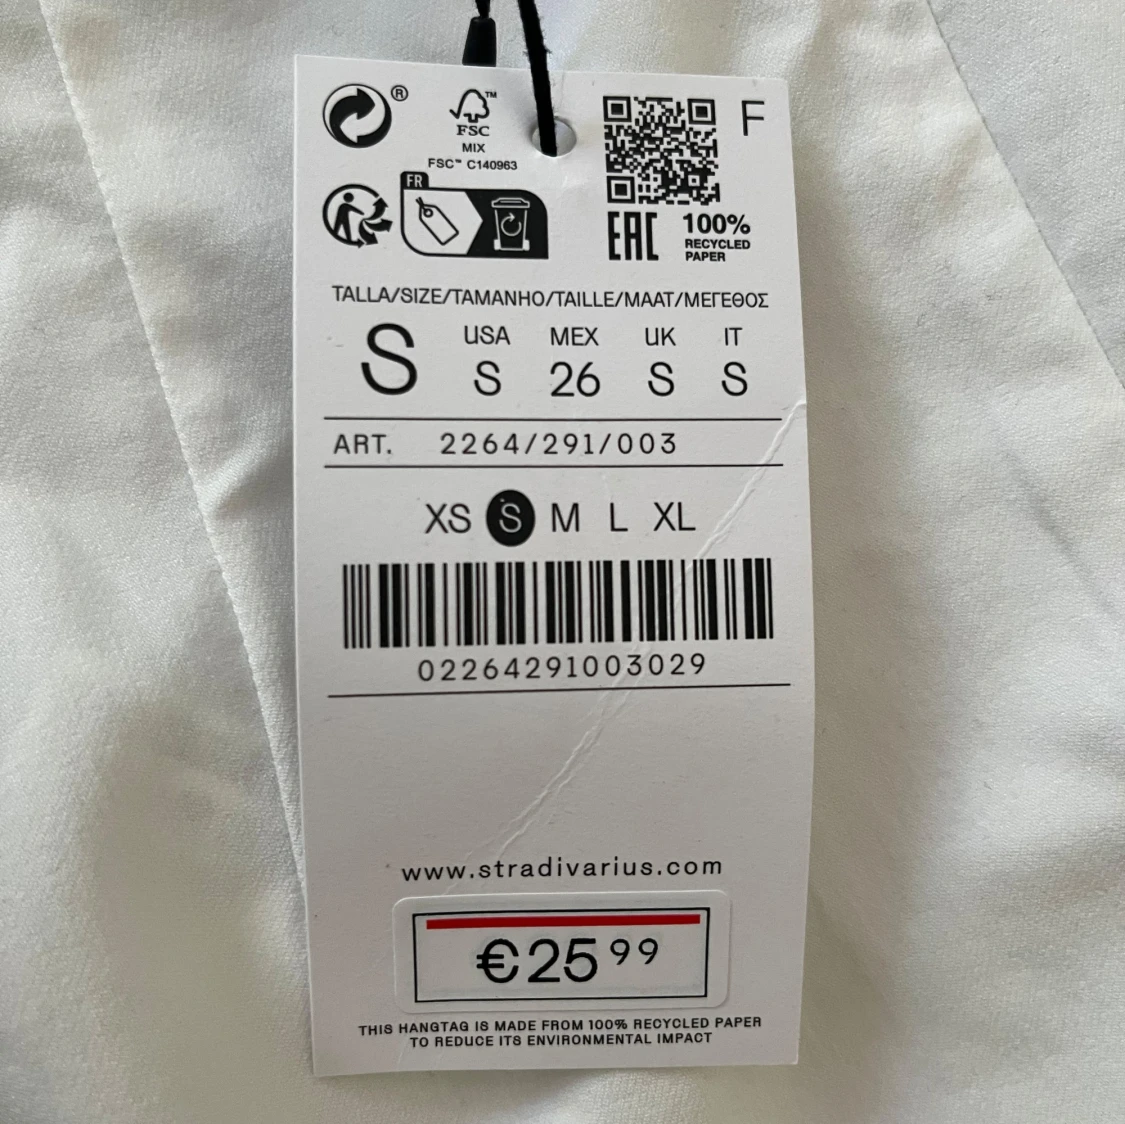 ®
FSC™
MIX
FSC™ C140963
F
FR
EAC
100%
RECYCLED
PAPER
TALLA/SIZE/TAMANHO/TAILLE/MAAT/ΜΕΓΕΘΟΣ
S
USA MEX UK IT
S 26 S S
ART. 2264/291/003
XS S M L XL
02264291003029
www.stradivarius.com
€25 99
THIS HANGTAG IS MADE FROM 100% RECYCLED PAPER
TO REDUCE ITS ENVIRONMENTAL IMPACT